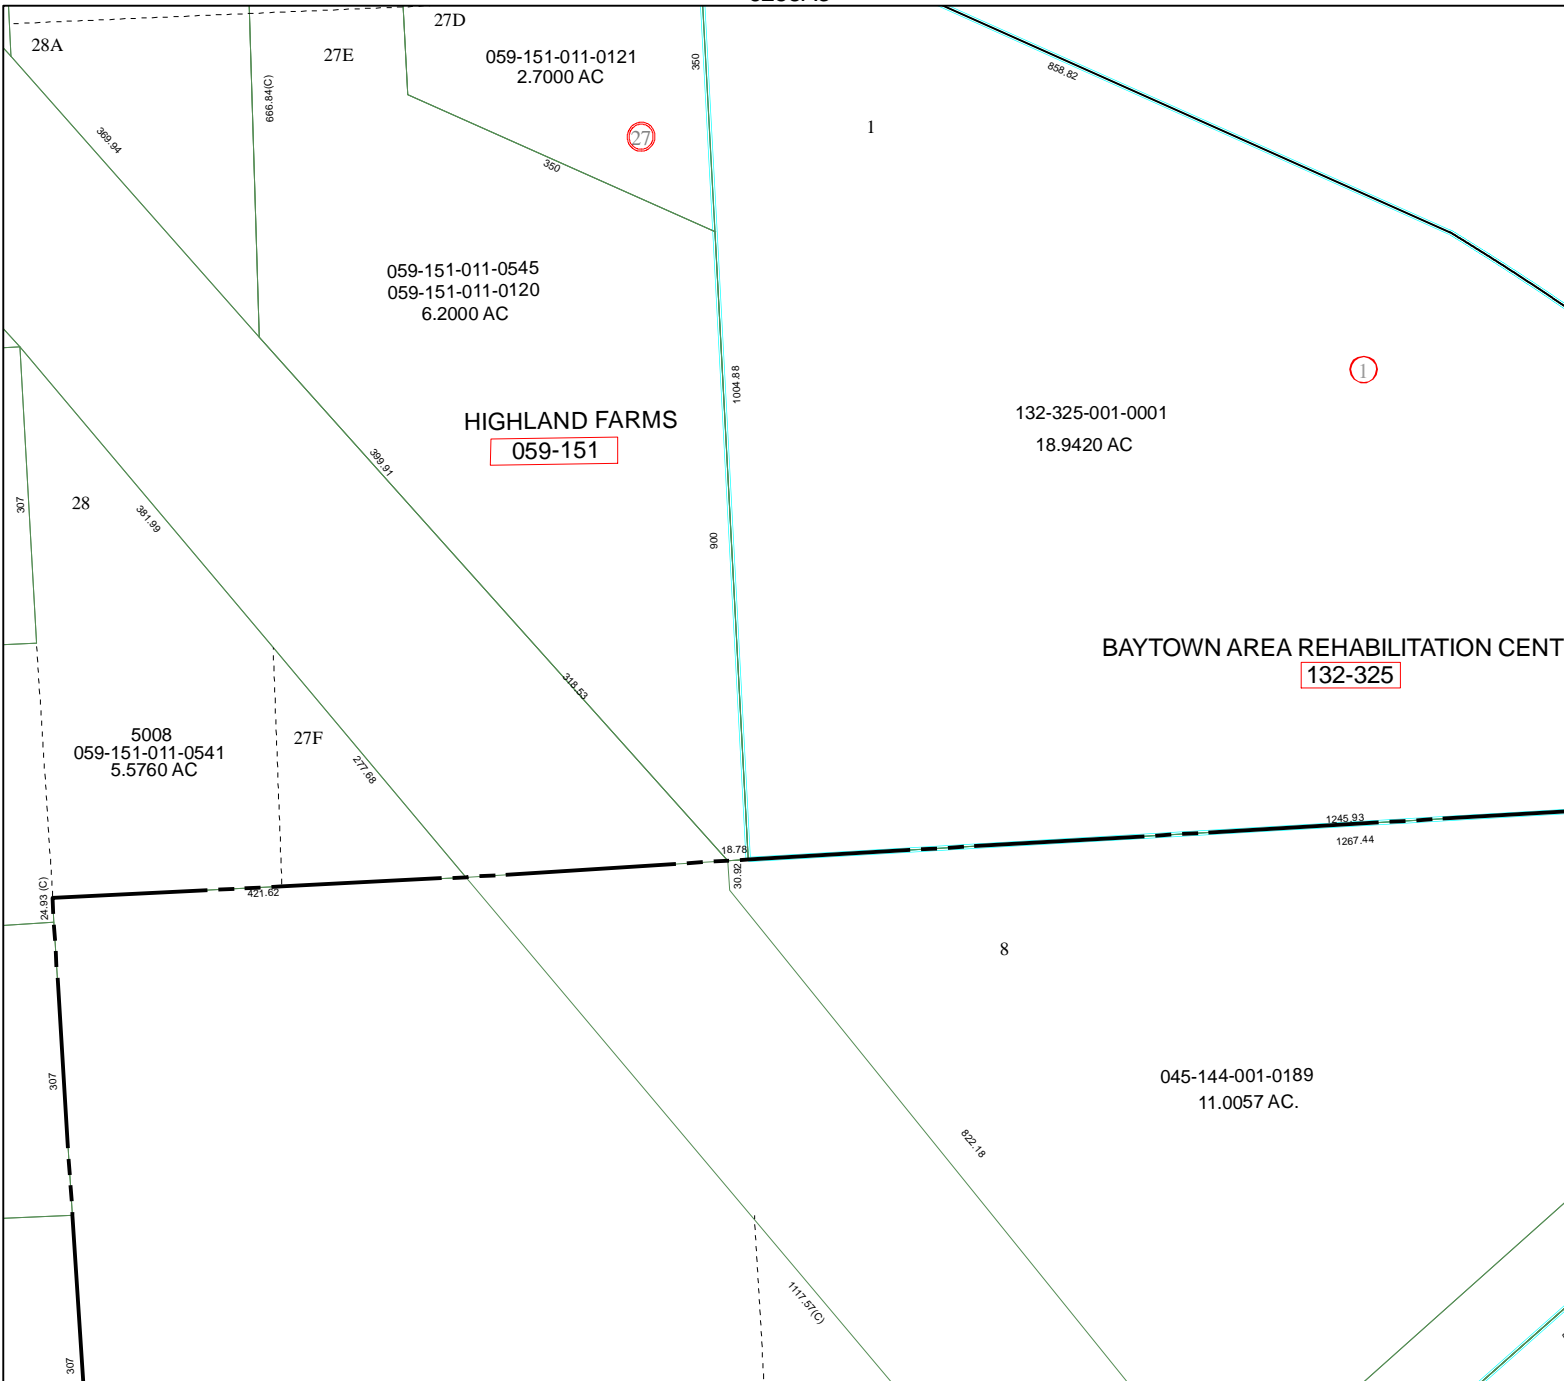 27D
28A
27E
059-151-011-0121
2.7000 AC
350
858.82
666.84(C)
369.94
27
1
350
059-151-011-0545
059-151-011-0120
6.2000 AC
1004.88
1
132-325-001-0001
18.9420 AC
HIGHLAND FARMS
059-151
399.91
28
307
381.99
900
BAYTOWN AREA REHABILITATION CENT
132-325
318.53
5008
059-151-011-0541
5.5760 AC
27F
277.68
1245.93
1267.44
18.78
30.92
24.93 (C)
421.62
8
307
045-144-001-0189
11.0057 AC.
822.18
1117.57(C)
307